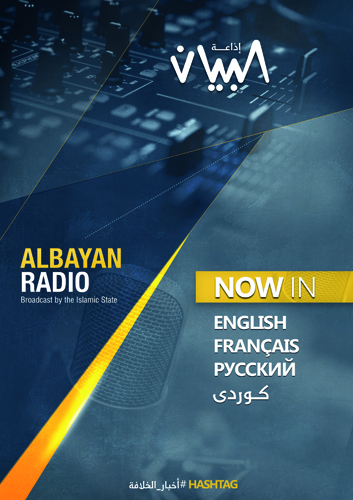 إذاعة
البيان
ALBAYAN
RADIO
Broadcast by the Islamic State
NOW IN
ENGLISH
FRANÇAIS
РУССКИЙ
كوردى
#أخبار_الخلافة HASHTAG